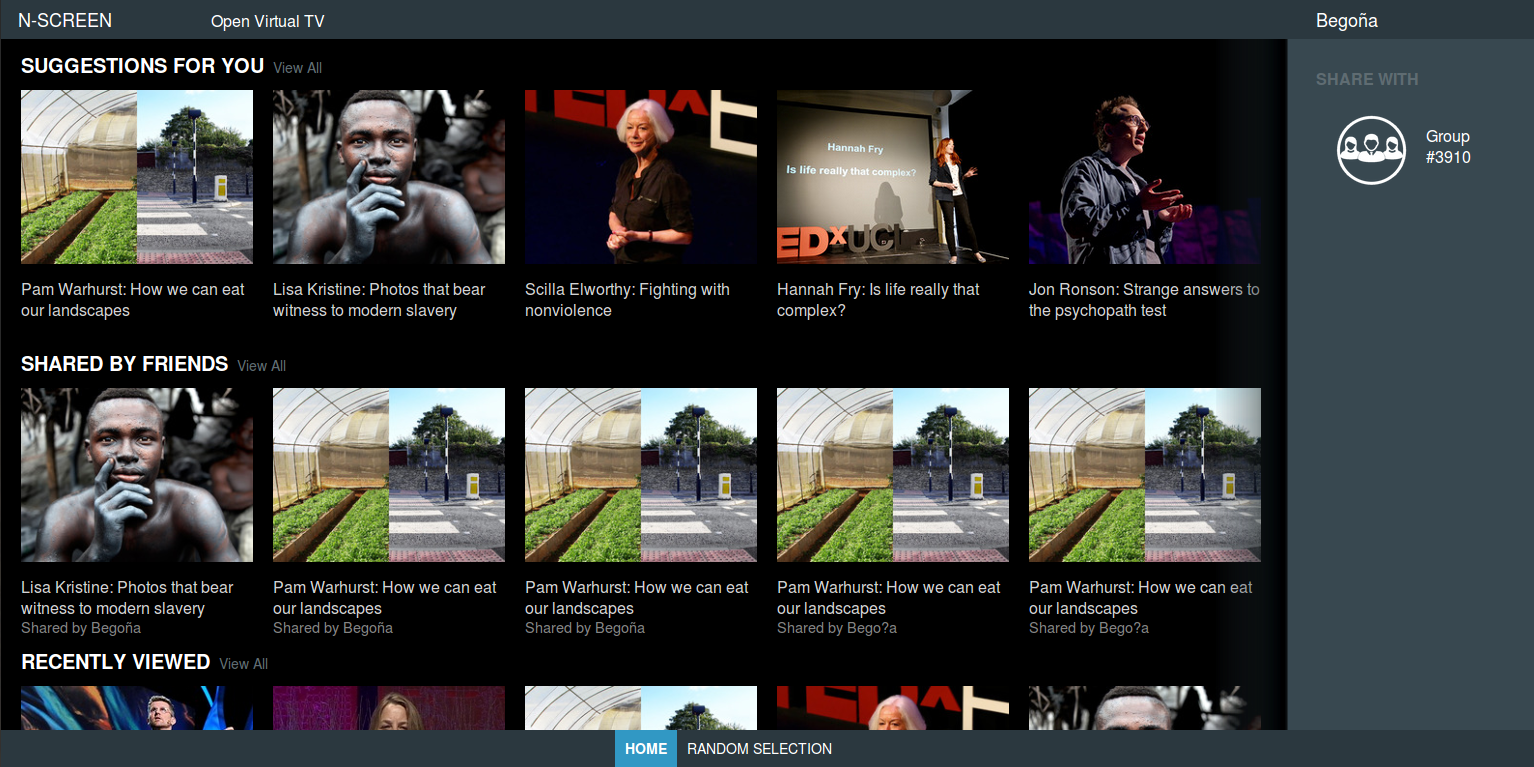 N-SCREEN
Open Virtual TV
Begoña
SUGGESTIONS FOR YOU View All
SHARE WITH
Group
#3910
TEDx
Hannah Fry
Is life really that complex?
TEDxUCL
Pam Warhurst: How we can eat
our landscapes
Lisa Kristine: Photos that bear
witness to modern slavery
Scilla Elworthy: Fighting with
nonviolence
Hannah Fry: Is life really that
complex?
Jon Ronson: Strange answers to
the psychopath test
SHARED BY FRIENDS View All
Lisa Kristine: Photos that bear
witness to modern slavery
Shared by Begoña
Pam Warhurst: How we can eat
our landscapes
Shared by Begoña
Pam Warhurst: How we can eat
our landscapes
Shared by Begoña
Pam Warhurst: How we can eat
our landscapes
Shared by Bego?a
Pam Warhurst: How we can eat
our landscapes
Shared by Bego?a
RECENTLY VIEWED View All
TEDx
HOME
RANDOM SELECTION